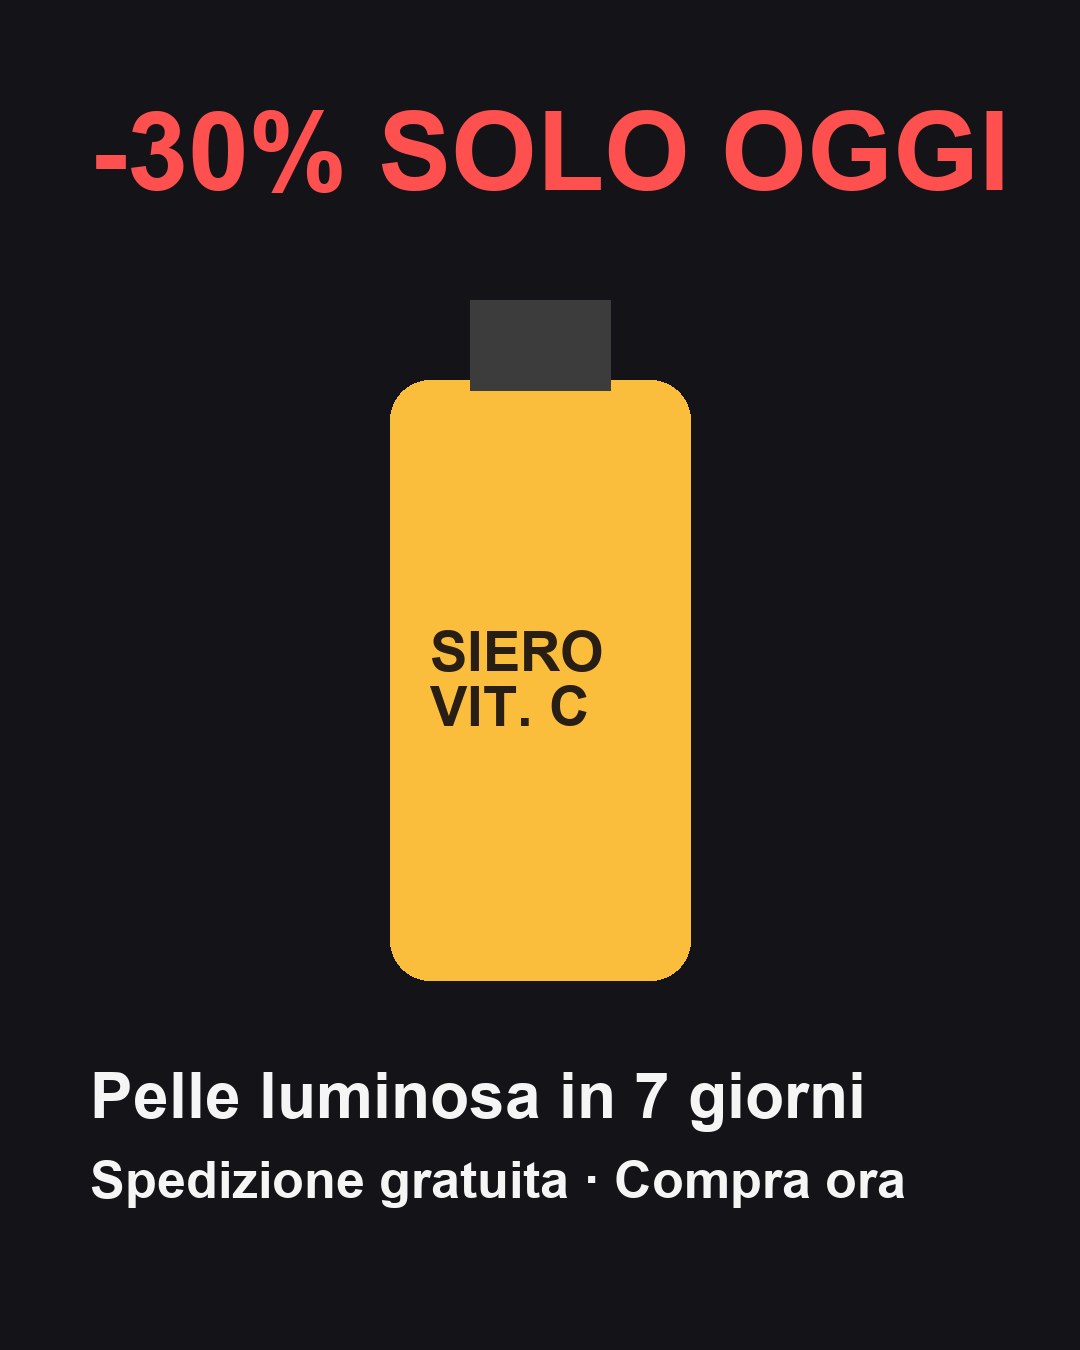 -30% SOLO OGGI
SIERO
VIT. C
Pelle luminosa in 7 giorni
Spedizione gratuita · Compra ora